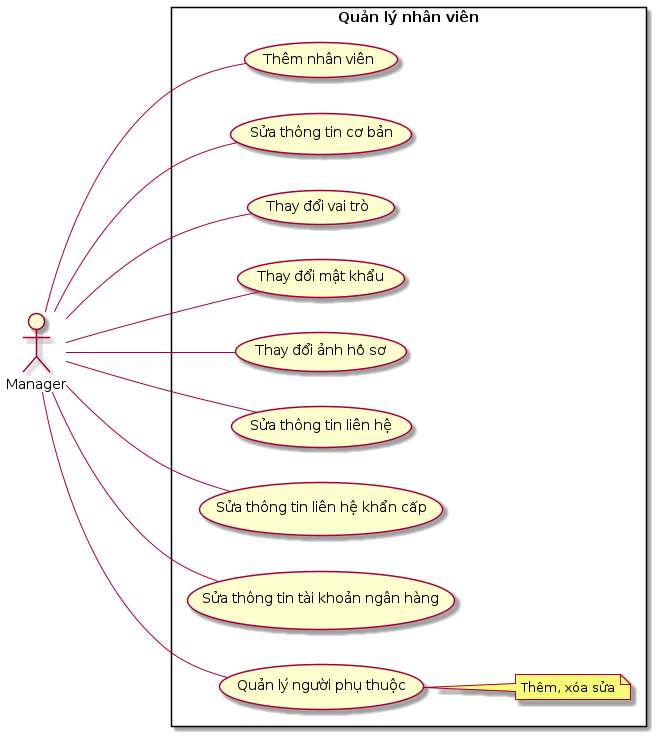 Quản lý nhân viên
Thêm nhân viên
Sửa thông tin cơ bản
Thay đổi vai trò
Thay đổi mật khẩu
Thay đổi ảnh hồ sơ
Sửa thông tin liên hệ
Manager
Sửa thông tin liên hệ khẩn cấp
Sửa thông tin tài khoản ngân hàng
Quản lý người phụ thuộc
Thêm, xóa sửa